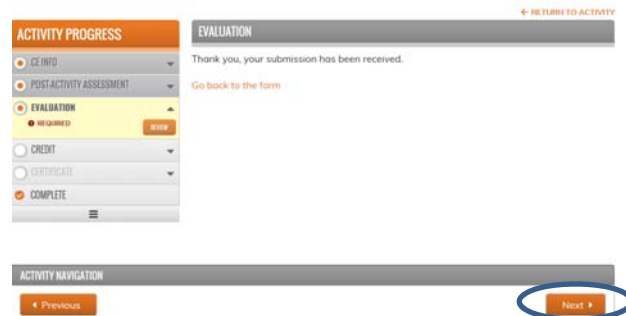 ← RETURN TO ACTIVITY
ACTIVITY PROGRESS
CE INFO
POST ACTIVITY ASSESSMENT
EVALUATION
REQUIRED
REVIEW
CREDIT
CERTIFICATE
COMPLETE
EVALUATION
Thank you, your submission has been received.
Go back to the form
ACTIVITY NAVIGATION
Previous
Next